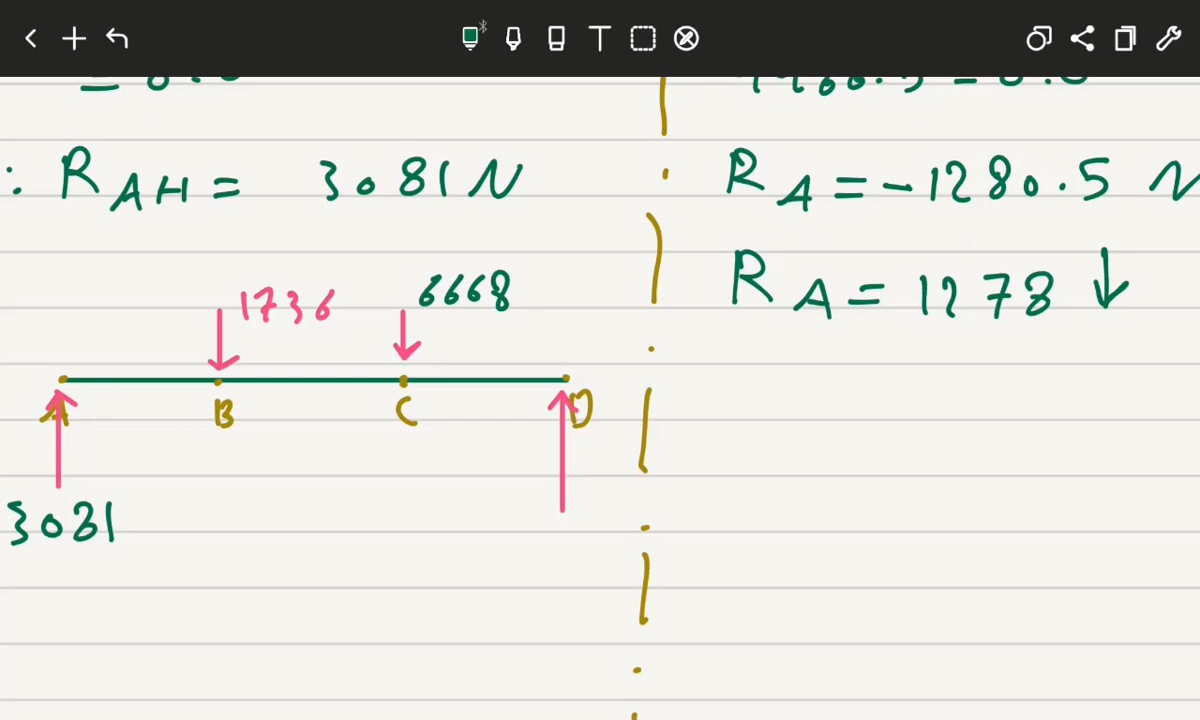 ∴ R_AH = 3081 N
R_A = -1280.5 N
R_A = 1278 ↓
1736
6668
A B C D
3081